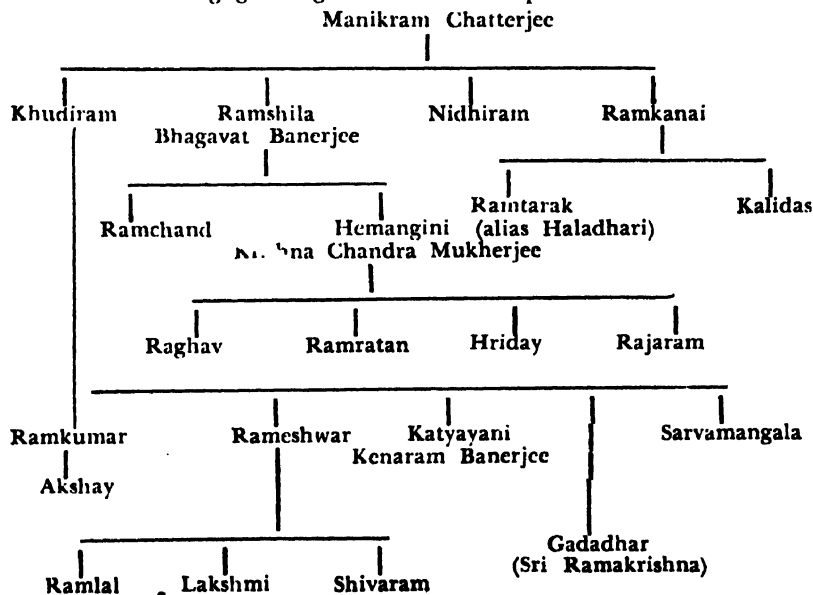 Manikram Chatterjee
Khudiram Ramshila Nidhiram Ramkanai
Bhagavat Banerjee
Ramchand Hemangini Ramtarak Kalidas
(alias Haladhari)
Chandra Mukherjee
Raghav Ramratan Hriday Rajaram
Ramkumar Rameshwar Katyayani Sarvamangala
Kenaram Banerjee
Akshay
Gadadhar
(Sri Ramakrishna)
Ramlal Lakshmi Shivaram